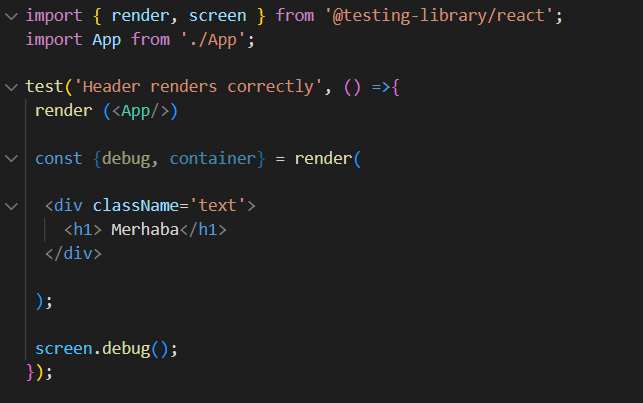 import { render, screen } from '@testing-library/react';
import App from './App';
test('Header renders correctly', () =>{
render (<App/>)
const {debug, container} = render(
<div className='text'>
<h1> Merhaba</h1>
</div>
);
screen.debug();
});